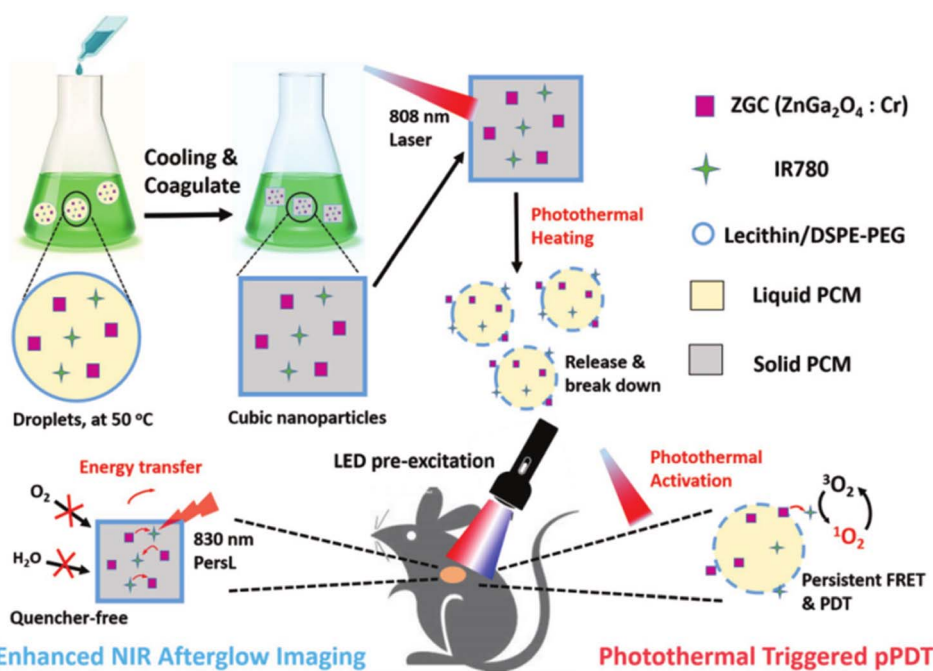 Cooling &
Coagulate
808 nm
Laser
ZGC (ZnGa₂O₄ : Cr)
IR780
Photothermal
Heating
Lecithin/DSPE-PEG
Liquid PCM
Release &
break down
Solid PCM
Droplets, at 50 °C
Cubic nanoparticles
Energy transfer
LED pre-excitation
Photothermal
Activation
O₂
H₂O
830 nm
PersL
³O₂
¹O₂
Quencher-free
Persistent FRET
& PDT
Enhanced NIR Afterglow Imaging
Photothermal Triggered pPDT